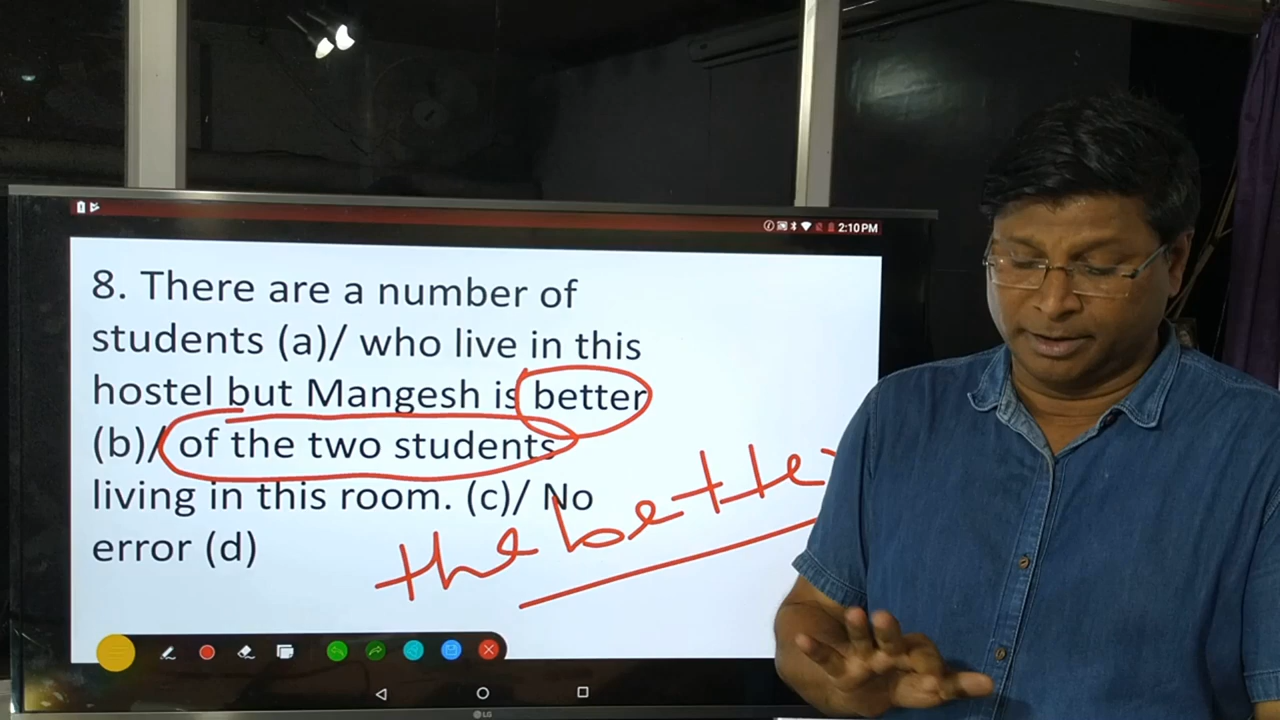 2:10 PM
8. There are a number of
students (a)/ who live in this
hostel but Mangesh is better
(b)/ of the two students
living in this room. (c)/ No
error (d)
the bette
LG